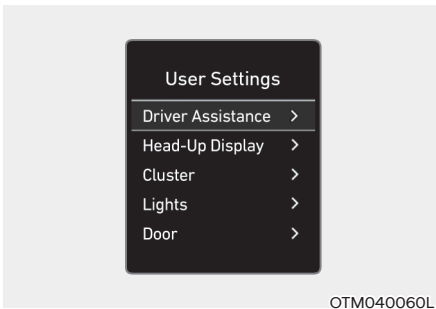 User Settings
Driver Assistance >
Head-Up Display >
Cluster >
Lights >
Door >
OTM040060L